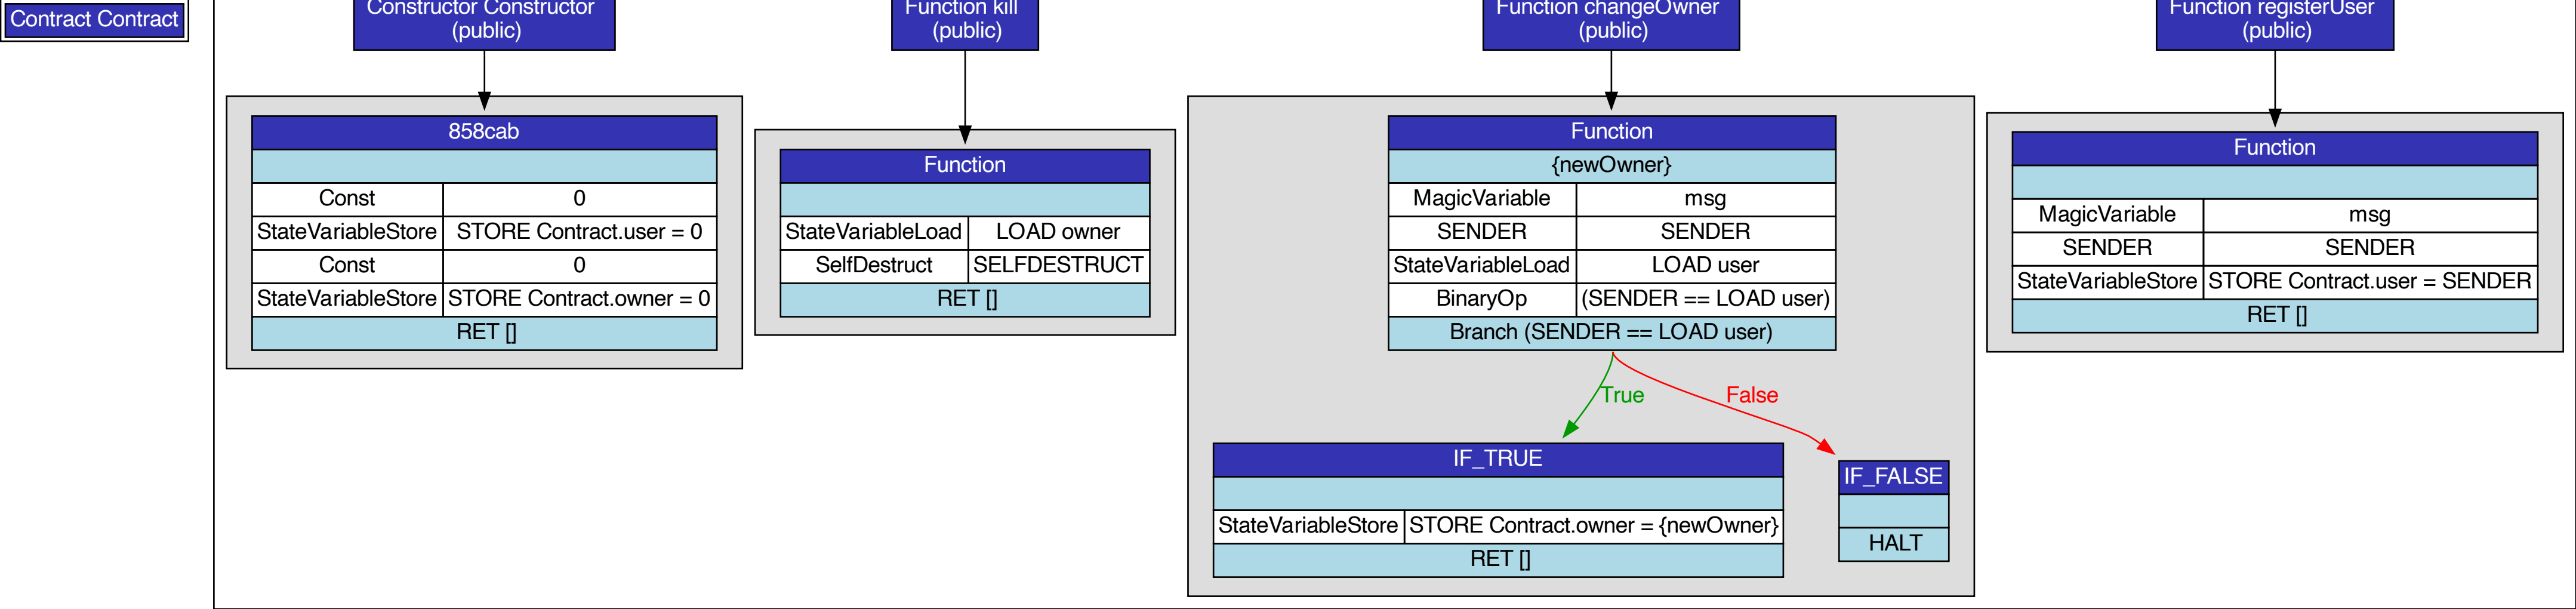 Contract Contract
Constructor Constructor
(public)
858cab
Const 0
StateVariableStore STORE Contract.user = 0
Const 0
StateVariableStore STORE Contract.owner = 0
RET []
Function kill
(public)
Function
StateVariableLoad LOAD owner
SelfDestruct SELFDESTRUCT
RET []
Function changeOwner
(public)
Function
{newOwner}
MagicVariable msg
SENDER SENDER
StateVariableLoad LOAD user
BinaryOp (SENDER == LOAD user)
Branch (SENDER == LOAD user)
True
False
IF_TRUE
StateVariableStore STORE Contract.owner = {newOwner}
RET []
IF_FALSE
HALT
Function registerUser
(public)
Function
MagicVariable msg
SENDER SENDER
StateVariableStore STORE Contract.user = SENDER
RET []